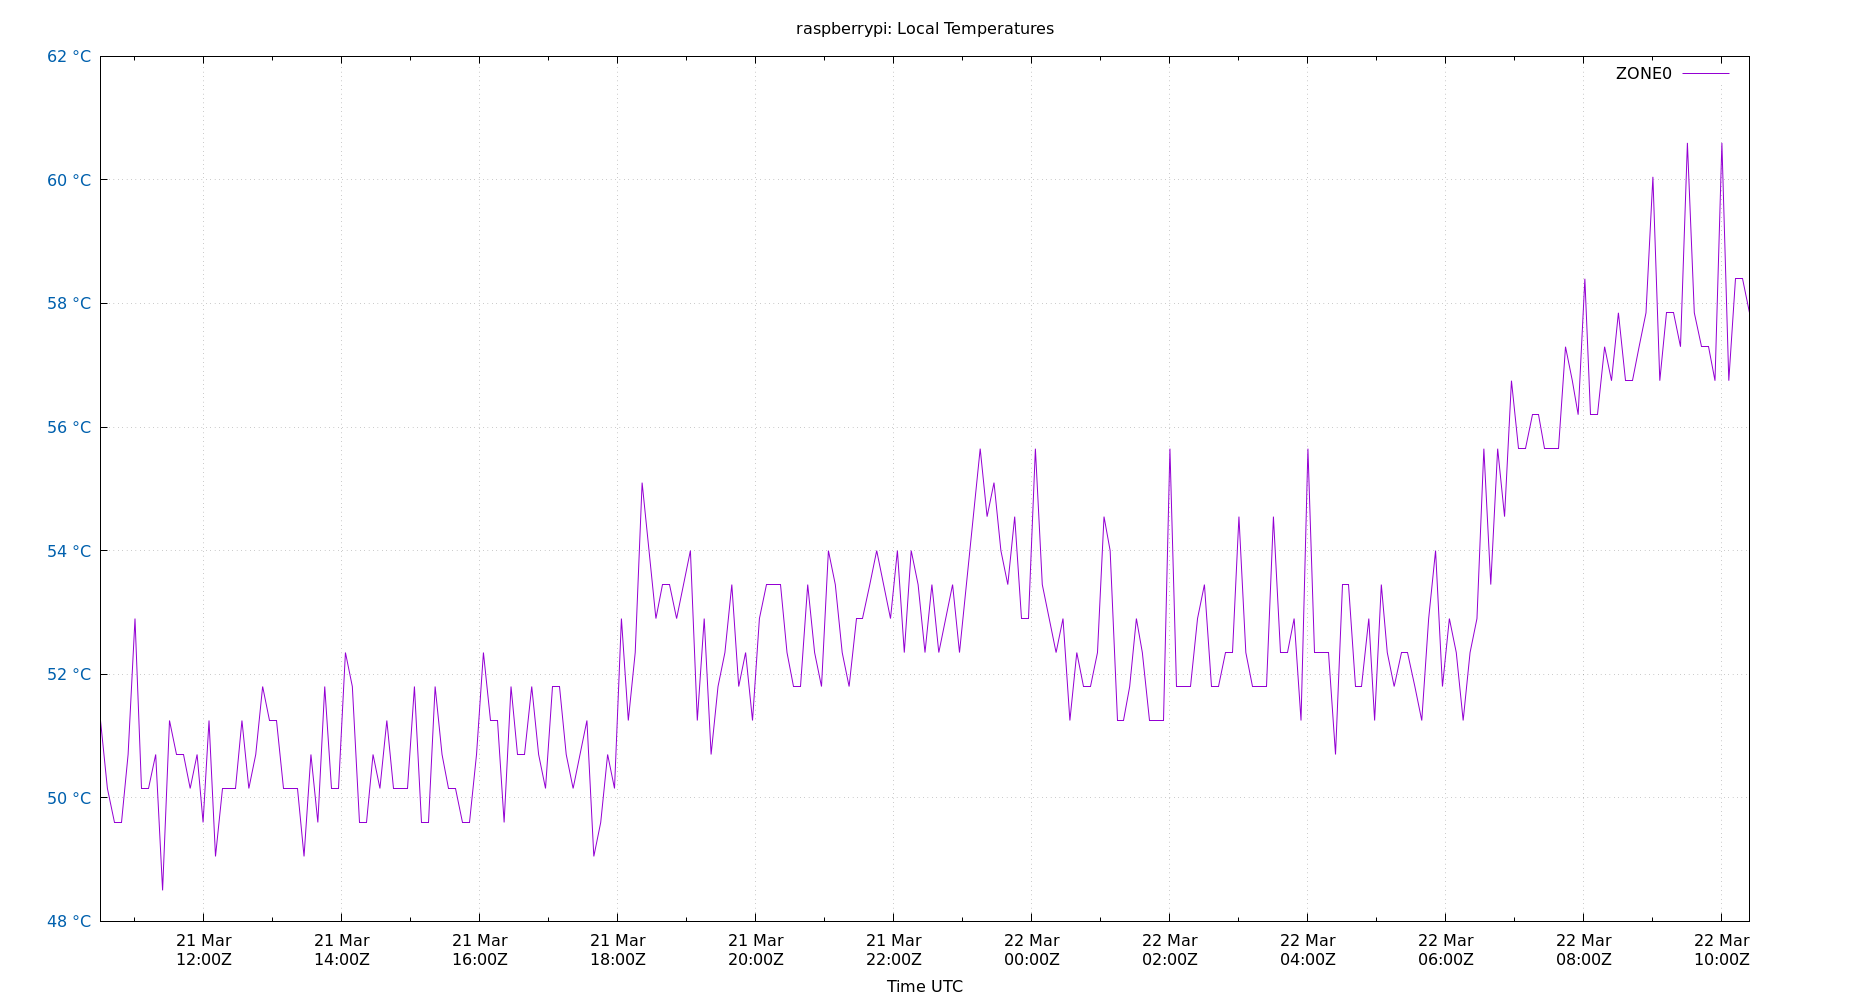 raspberrypi: Local Temperatures
62 °C
ZONE0
60 °C
58 °C
56 °C
54 °C
52 °C
50 °C
48 °C
21 Mar 21 Mar 21 Mar 21 Mar 21 Mar 21 Mar 22 Mar 22 Mar 22 Mar 22 Mar 22 Mar 22 Mar
12:00Z 14:00Z 16:00Z 18:00Z 20:00Z 22:00Z 00:00Z 02:00Z 04:00Z 06:00Z 08:00Z 10:00Z
Time UTC